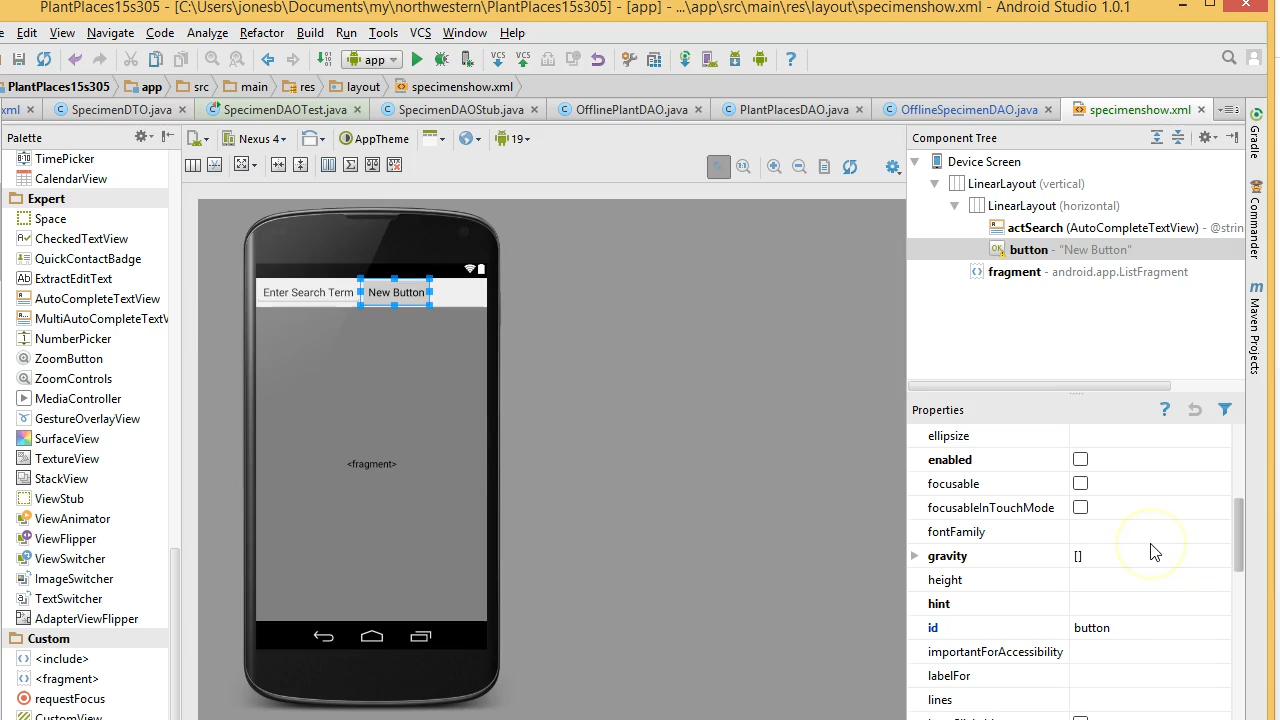 PlantPlaces15s305 - [C:\Users\jonesb\Documents\my\northwestern\PlantPlaces15s305] - [app] - ...\app\src\main\res\layout\specimenshow.xml - Android Studio 1.0.1
e Edit View Navigate Code Analyze Refactor Build Run Tools VCS Window Help
app VCS VCS
PlantPlaces15s305 app src main res layout specimenshow.xml
xml SpecimenDTO.java SpecimenDAOTest.java SpecimenDAOStub.java OfflinePlantDAO.java PlantPlacesDAO.java OfflineSpecimenDAO.java specimenshow.xml
Palette Nexus 4 AppTheme 19 Component Tree
TimePicker
CalendarView
Expert
Space
CheckedTextView
QuickContactBadge
ExtractEditText
AutoCompleteTextView
MultiAutoCompleteTextV
NumberPicker
ZoomButton
ZoomControls
MediaController
GestureOverlayView
SurfaceView
TextureView
StackView
ViewStub
ViewAnimator
ViewFlipper
ViewSwitcher
ImageSwitcher
TextSwitcher
AdapterViewFlipper
Custom
<include>
<fragment>
requestFocus
CustomView
Enter Search Term New Button
<fragment>
Device Screen
LinearLayout (vertical)
LinearLayout (horizontal)
actSearch (AutoCompleteTextView) - @strin
button - "New Button"
fragment - android.app.ListFragment
Properties
ellipsize
enabled
focusable
focusableInTouchMode
fontFamily
gravity []
height
hint
id button
importantForAccessibility
labelFor
lines
Gradle
Commander
Maven Projects